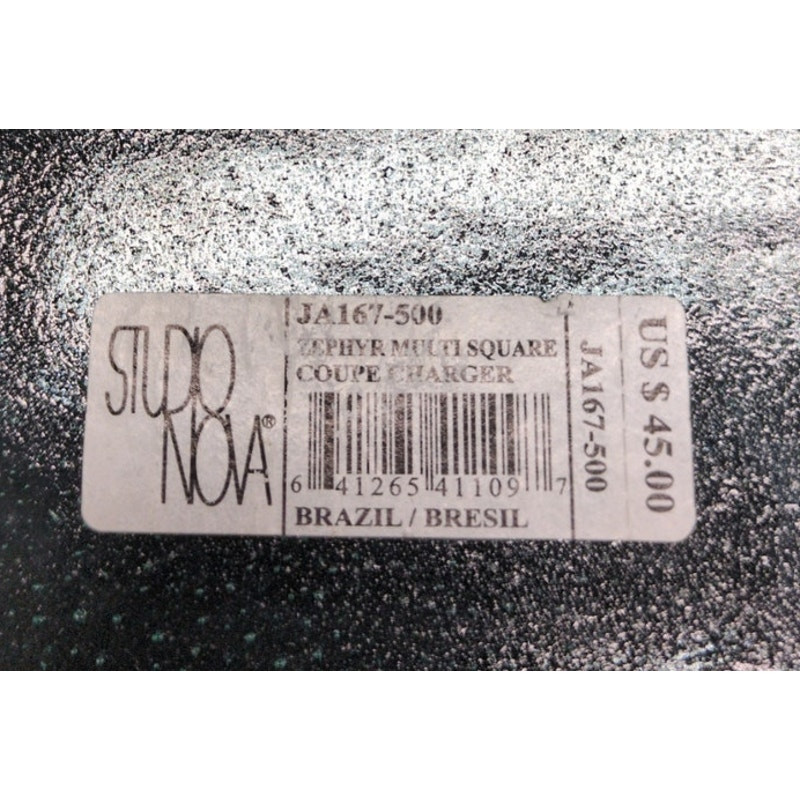 STUDIO
NOVA®
JA167-500
ZEPHYR MULTI SQUARE
COUPE CHARGER
6 41265 41109 7
BRAZIL / BRESIL
JA167-500
US $ 45.00